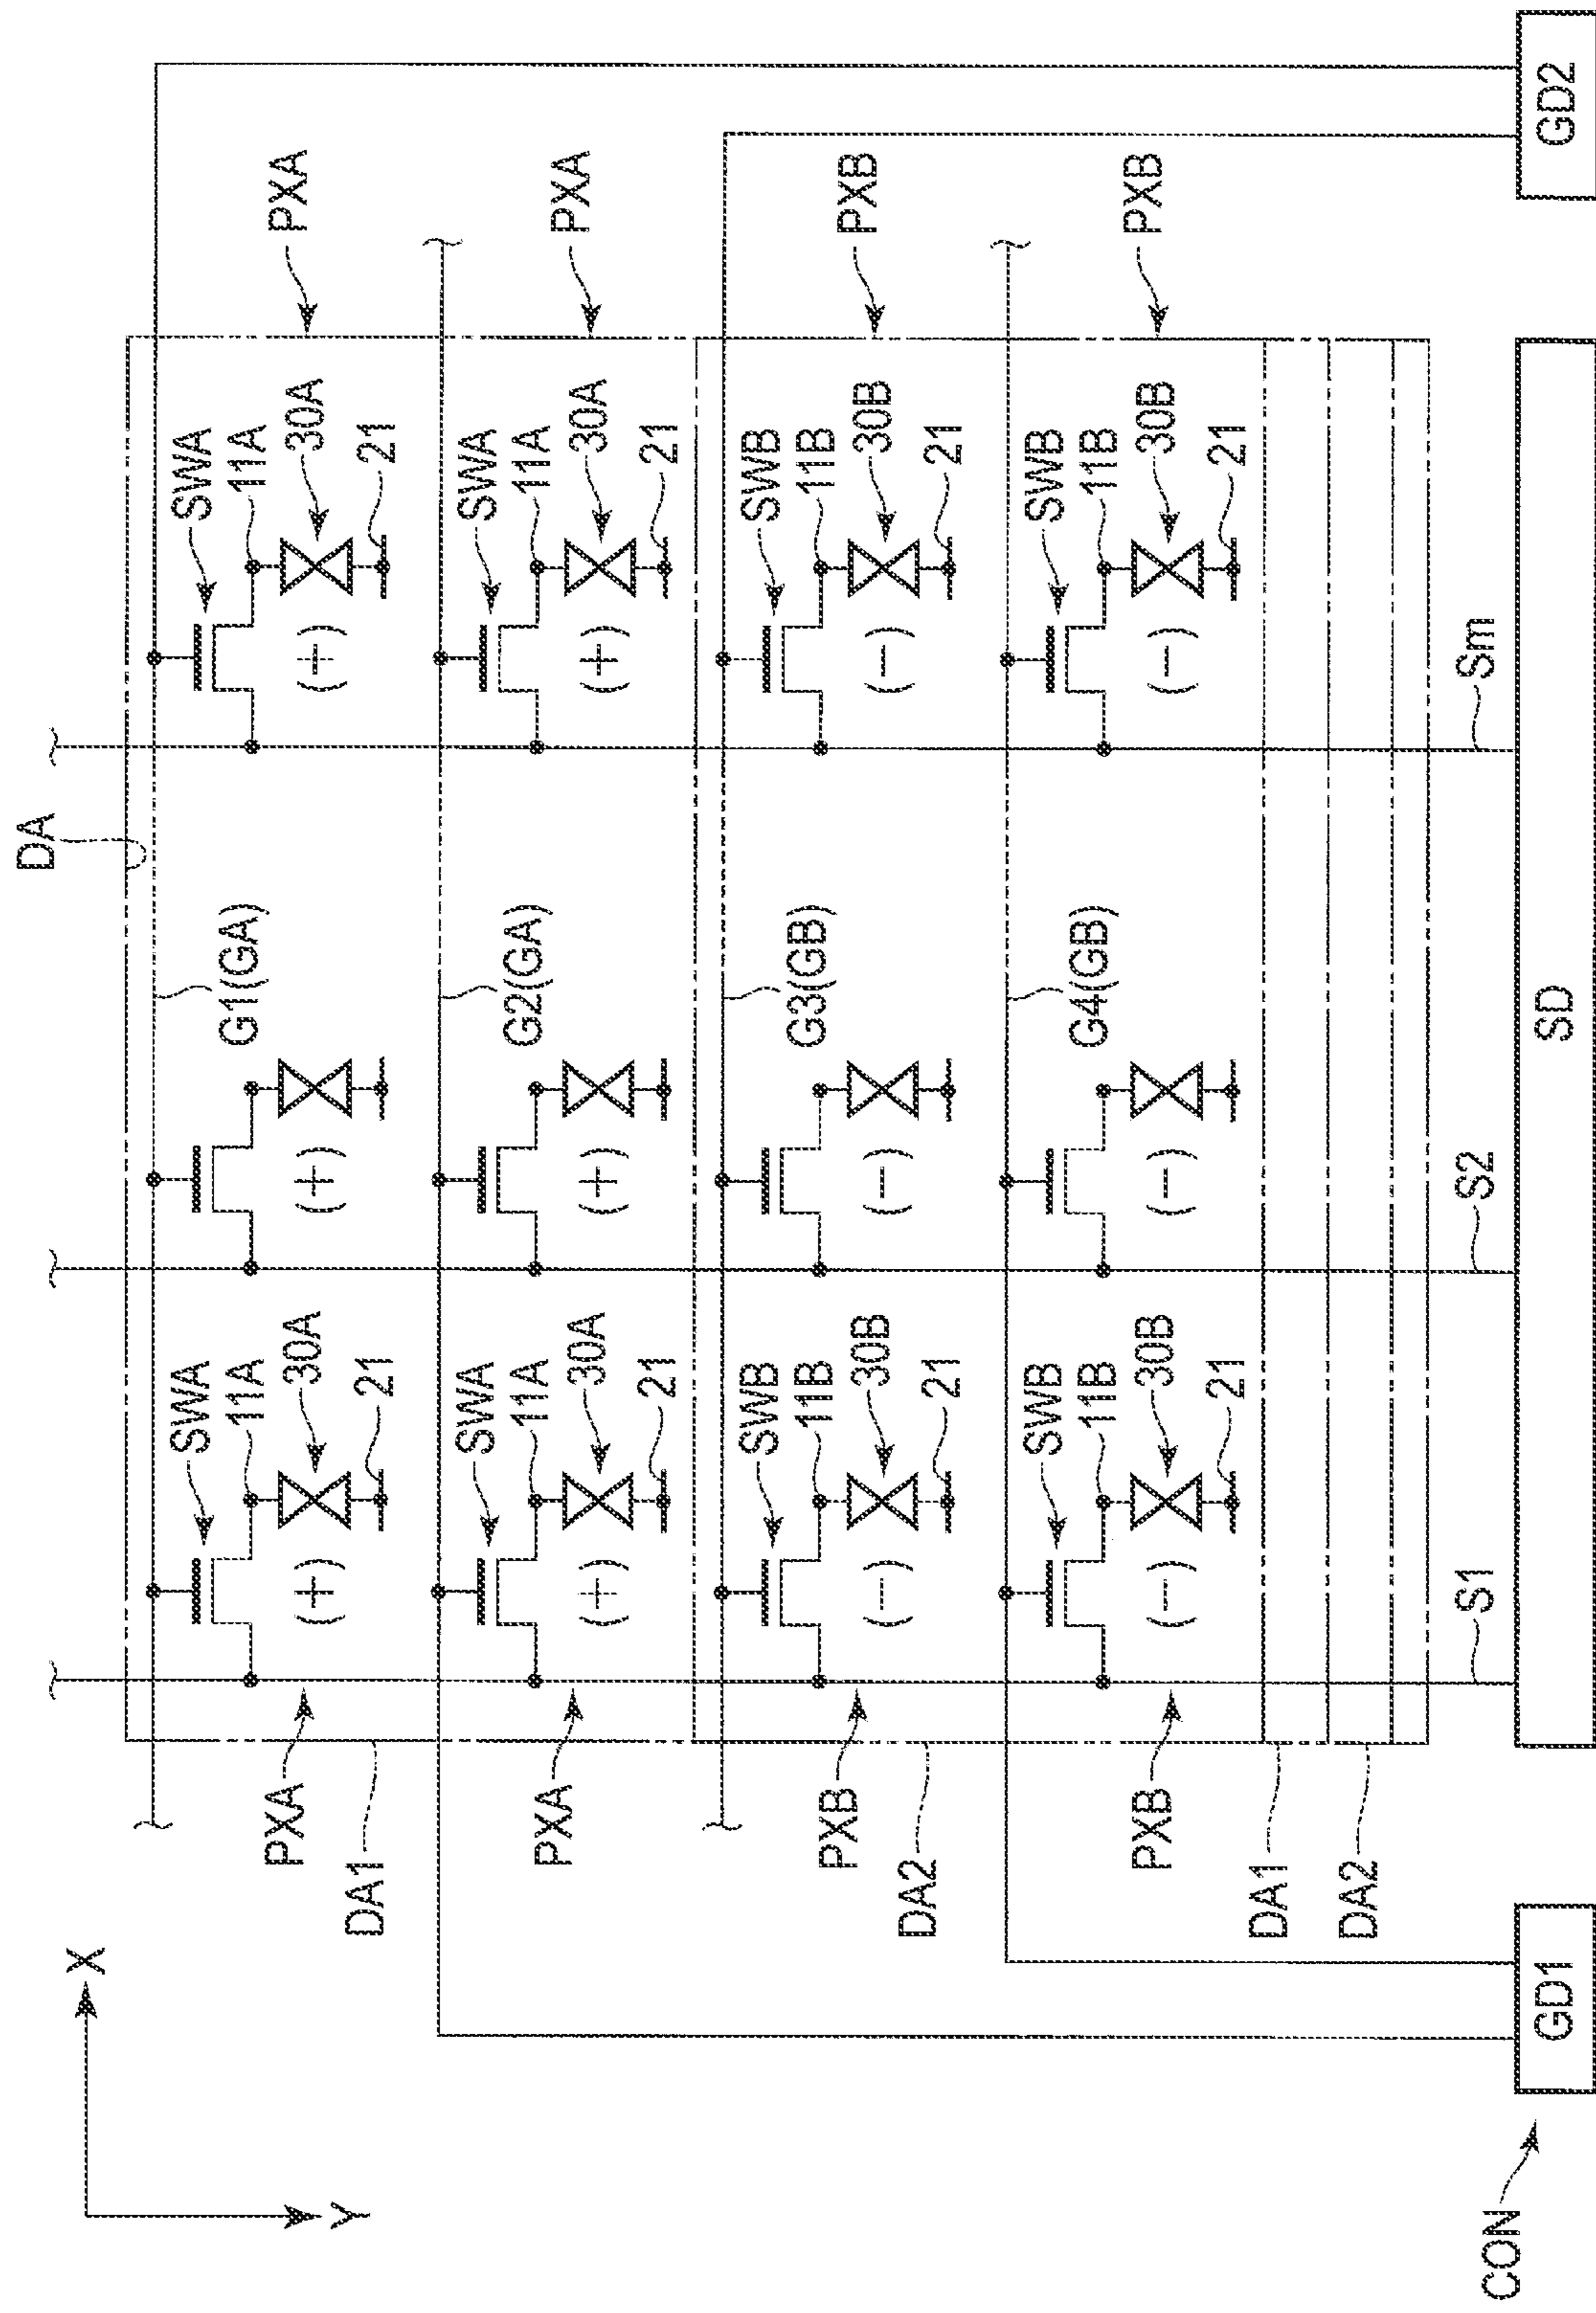 DA
X
SWA SWA
11A G1(GA) 11A
PXA 30A 30A PXA
(+) (+) (+)
Y
DA1 21 21
SWA SWA
11A G2(GA) 11A
PXA 30A 30A PXA
(+) (+) (+)
21 21
SWB SWB
11B G3(GB) 11B
PXB 30B 30B PXB
(−) (−) (−)
DA2 21 21
SWB SWB
11B G4(GB) 11B
PXB 30B 30B PXB
(−) (−) (−)
21 21
DA1
DA2
S1 S2 Sm
CON
GD1 SD GD2